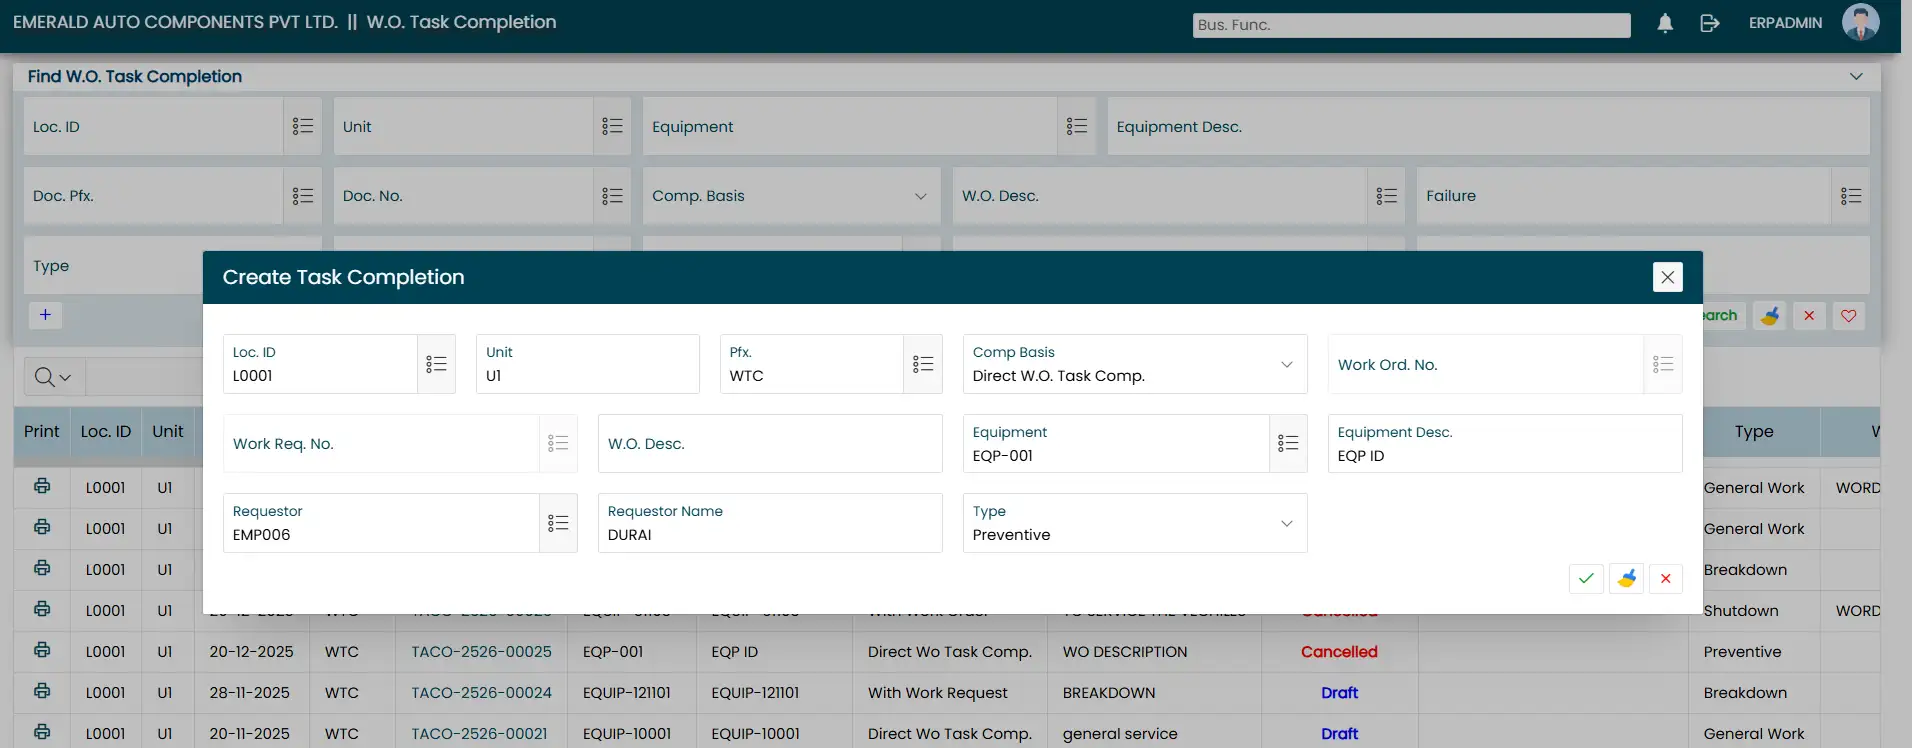 EMERALD AUTO COMPONENTS PVT LTD. || W.O. Task Completion
Bus. Func.
ERPADMIN
Find W.O. Task Completion
Loc. ID
Unit
Equipment
Equipment Desc.
Doc. Pfx.
Doc. No.
Comp. Basis
W.O. Desc.
Failure
Type
Create Task Completion
earch
Loc. ID
L0001
Unit
U1
Pfx.
WTC
Comp Basis
Direct W.O. Task Comp.
Work Ord. No.
Work Req. No.
W.O. Desc.
Equipment
EQP-001
Equipment Desc.
EQP ID
Requestor
EMP006
Requestor Name
DURAI
Type
Preventive
Print Loc. ID Unit Type
L0001 U1 General Work WORD
L0001 U1 General Work
L0001 U1 Breakdown
L0001 U1 Cancelled Shutdown WORD
L0001 U1 20-12-2025 WTC TACO-2526-00025 EQP-001 EQP ID Direct Wo Task Comp. WO DESCRIPTION Cancelled Preventive
L0001 U1 28-11-2025 WTC TACO-2526-00024 EQUIP-121101 EQUIP-121101 With Work Request BREAKDOWN Draft Breakdown
L0001 U1 20-11-2025 WTC TACO-2526-00021 EQUIP-10001 EQUIP-10001 Direct Wo Task Comp. general service Draft General Work